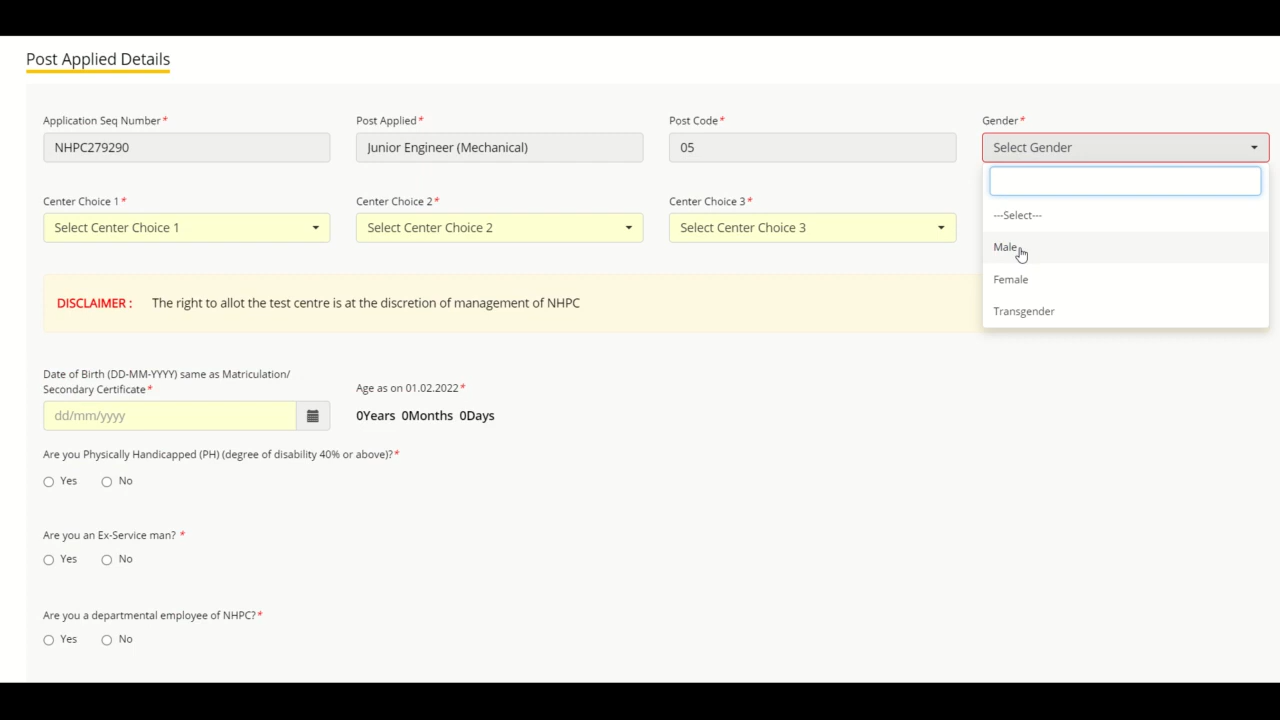 Post Applied Details
Application Seq Number*
Post Applied*
Post Code*
Gender*
NHPC279290
Junior Engineer (Mechanical)
05
Select Gender
---Select---
Male
Female
Transgender
Center Choice 1*
Center Choice 2*
Center Choice 3*
Select Center Choice 1
Select Center Choice 2
Select Center Choice 3
DISCLAIMER : The right to allot the test centre is at the discretion of management of NHPC
Date of Birth (DD-MM-YYYY) same as Matriculation/
Secondary Certificate*
Age as on 01.02.2022*
dd/mm/yyyy
0Years 0Months 0Days
Are you Physically Handicapped (PH) (degree of disability 40% or above)?*
Yes No
Are you an Ex-Service man? *
Yes No
Are you a departmental employee of NHPC?*
Yes No